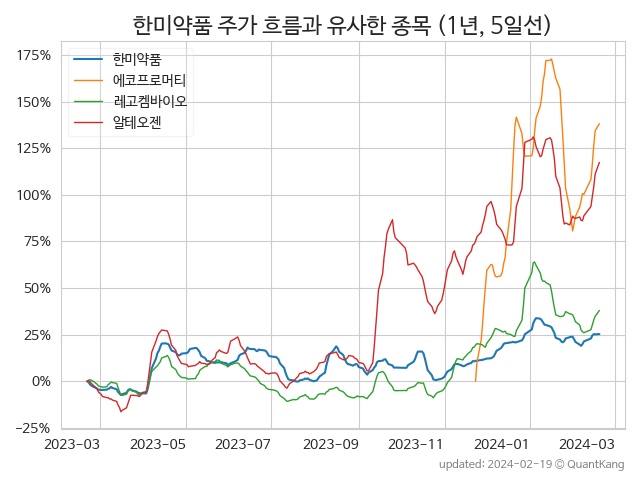 한미약품 주가 흐름과 유사한 종목 (1년, 5일선)
한미약품
에코프로머티
레고켐바이오
알테오젠
175%
150%
125%
100%
75%
50%
25%
0%
−25%
2023-03 2023-05 2023-07 2023-09 2023-11 2024-01 2024-03
updated: 2024-02-19 © QuantKang